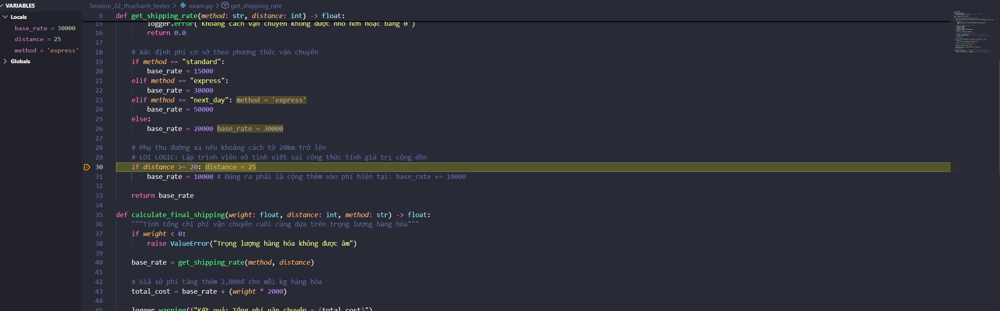 VARIABLES
Locals
base_rate = 30000
distance = 25
method = 'express'
Globals
Session_22_thuchanh_tester > exam.py > get_shipping_rate
9 def get_shipping_rate(method: str, distance: int) -> float:
15 logger.error("Khoảng cách vận chuyển không được nhỏ hơn hoặc bằng 0")
16 return 0.0
17
18 # Xác định phí cơ sở theo phương thức vận chuyển
19 if method == "standard":
20 base_rate = 15000
21 elif method == "express":
22 base_rate = 30000
23 elif method == "next_day": method = 'express'
24 base_rate = 50000
25 else:
26 base_rate = 20000 base_rate = 30000
27
28 # Phụ thu đường xa nếu khoảng cách từ 20km trở lên
29 # LOI LOGIC: Lập trình viên vô tình viết sai công thức tính giá trị cộng dồn
30 if distance >= 20: distance = 25
31 base_rate = 10000 # Đúng ra phải là cộng thêm vào phí hiện tại: base_rate += 10000
32
33 return base_rate
34
35 def calculate_final_shipping(weight: float, distance: int, method: str) -> float:
36 """Tính tổng chi phí vận chuyển cuối cùng dựa trên trọng lượng hàng hóa"""
37 if weight < 0:
38 raise ValueError("Trọng lượng hàng hóa không được âm")
39
40 base_rate = get_shipping_rate(method, distance)
41
42 # Giả sử phí tăng thêm 2,000đ cho mỗi kg hàng hóa
43 total_cost = base_rate + (weight * 2000)
44
45 logger.warning(f"Kết quả: Tổng phí vận chuyển = {total_cost}")